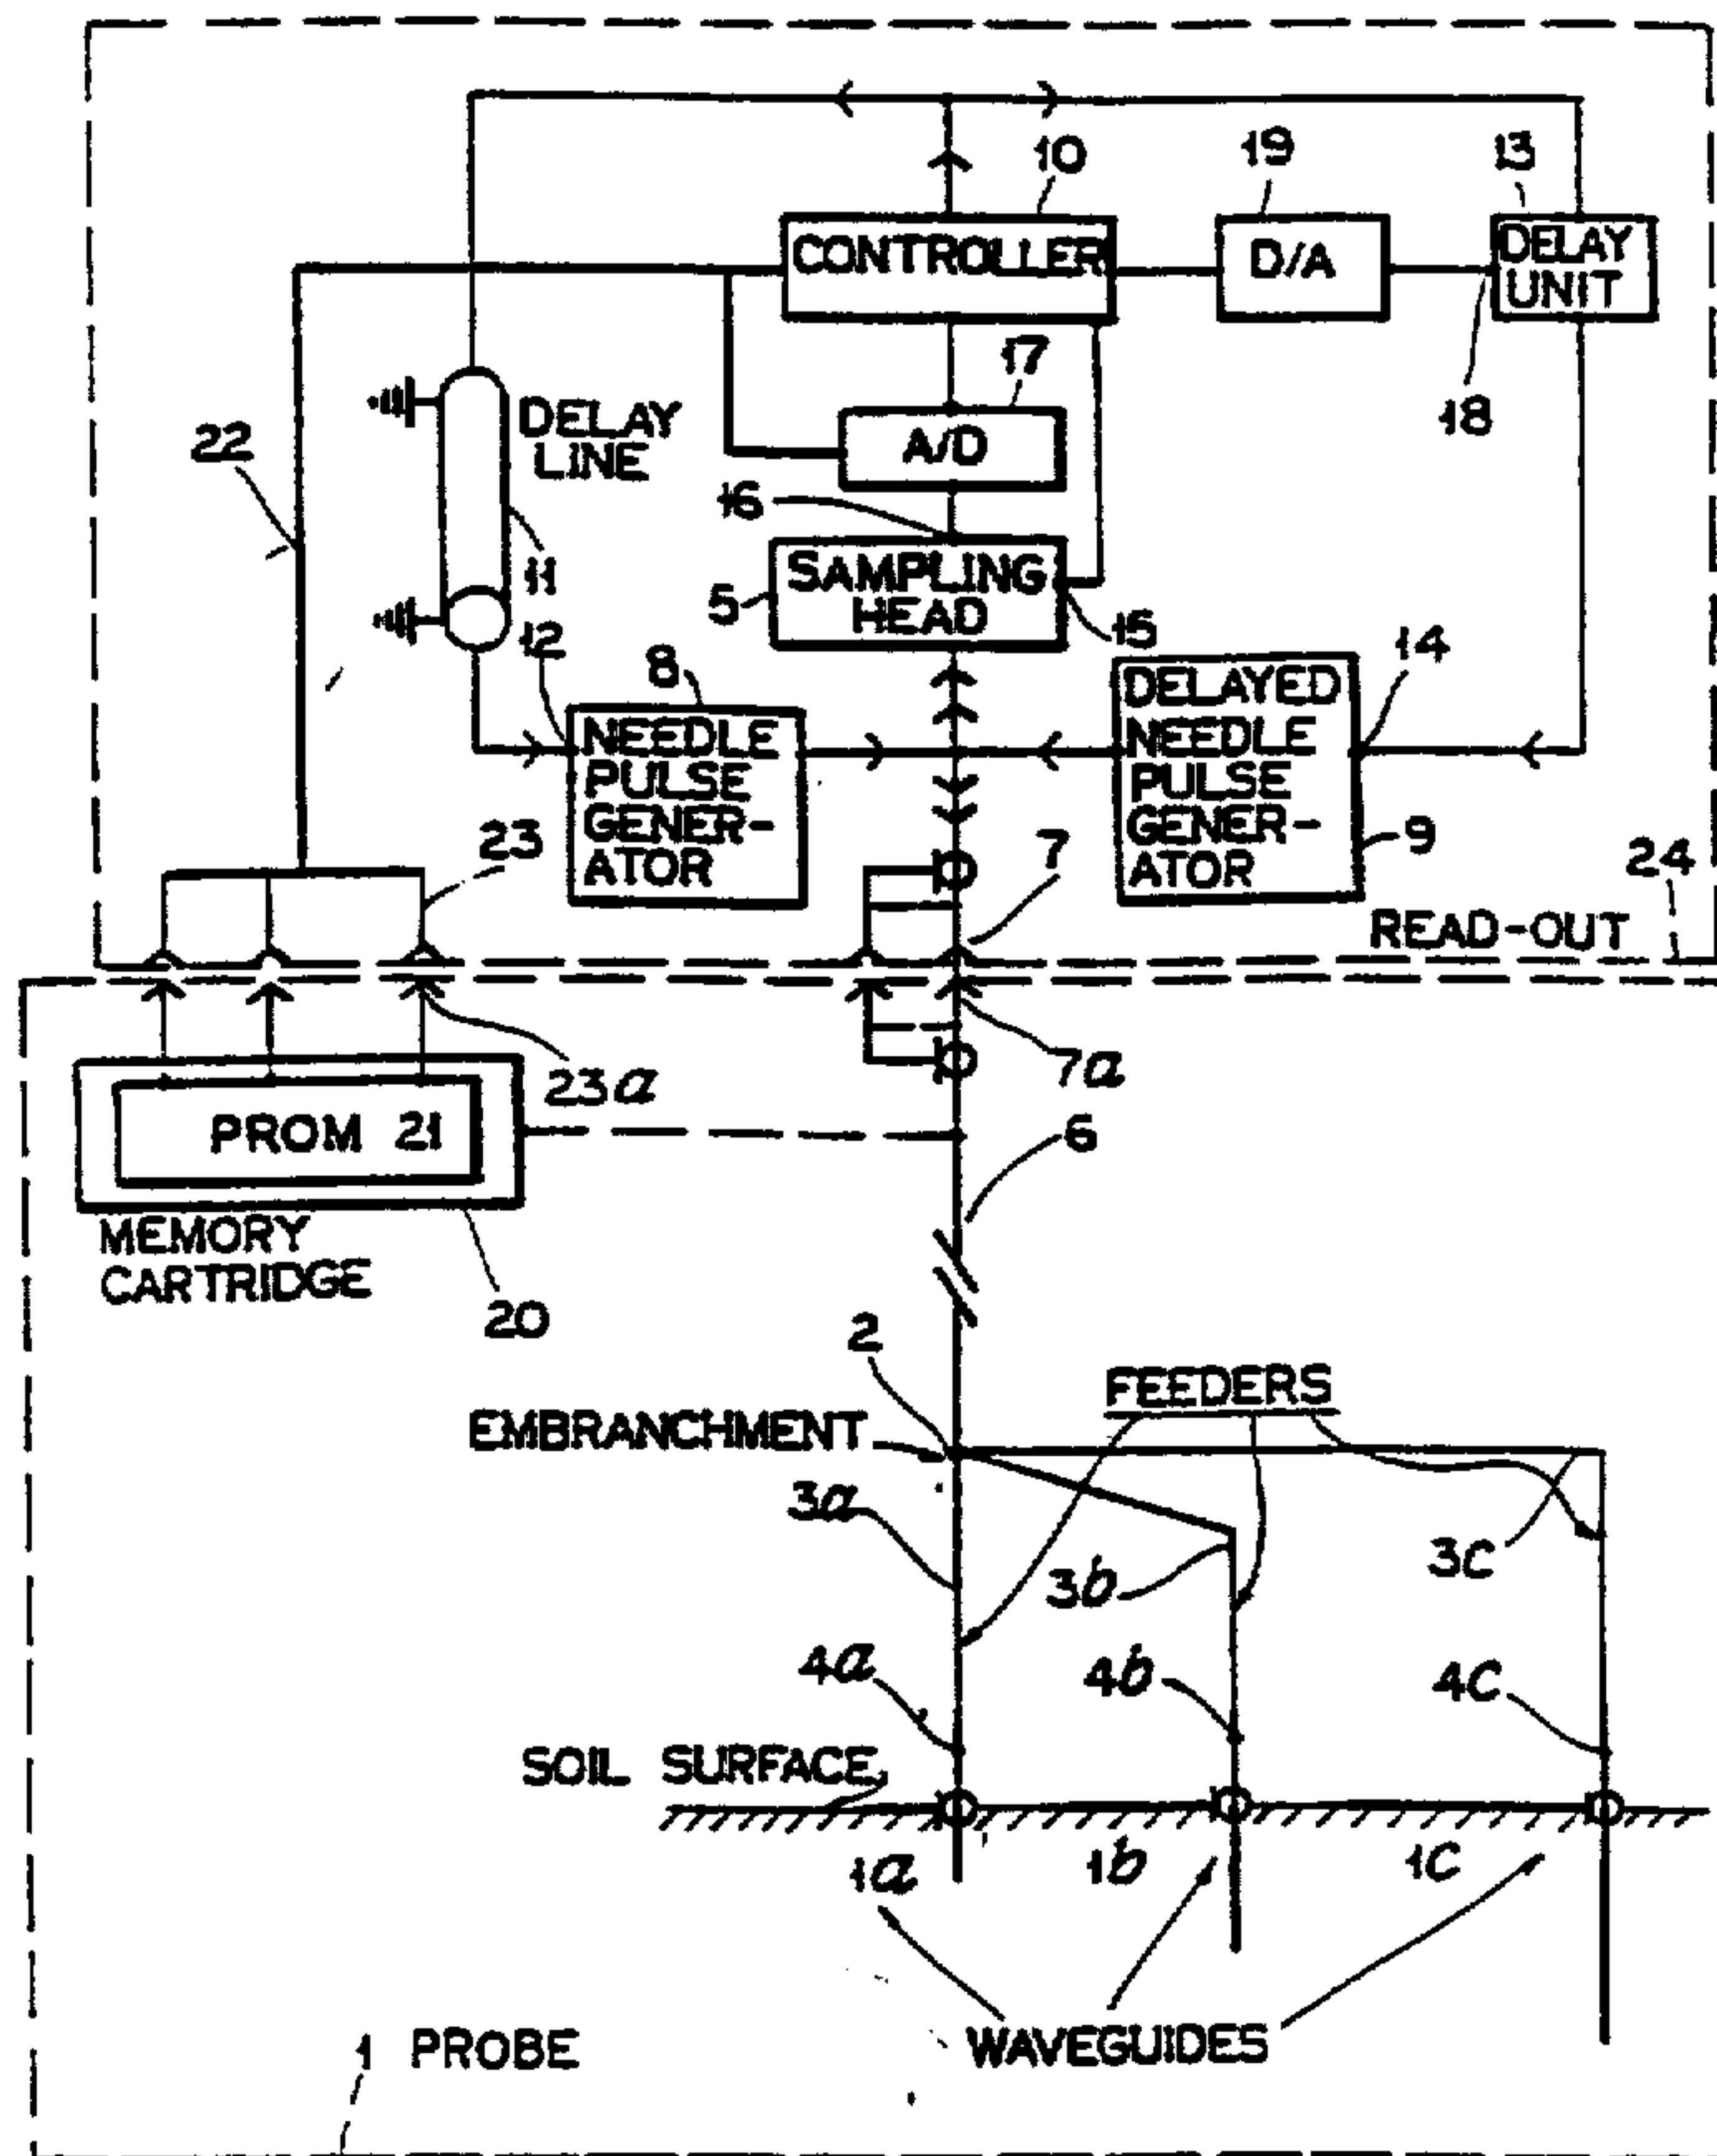 10
19
13
CONTROLLER
D/A
DELAY
UNIT
17
18
22
DELAY
LINE
A/D
16
11
SAMPLING
HEAD
5
15
12
8
14
NEEDLE
PULSE
GENER-
ATOR
DELAYED
NEEDLE
PULSE
GENER-
ATOR
9
23
7
24
READ-OUT
23a
7a
PROM 21
6
MEMORY
CARTRIDGE
20
2
FEEDERS
EMBRANCHMENT
3a
3b
3c
4a
4b
4c
SOIL SURFACE
1a
1b
1c
WAVEGUIDES
1 PROBE